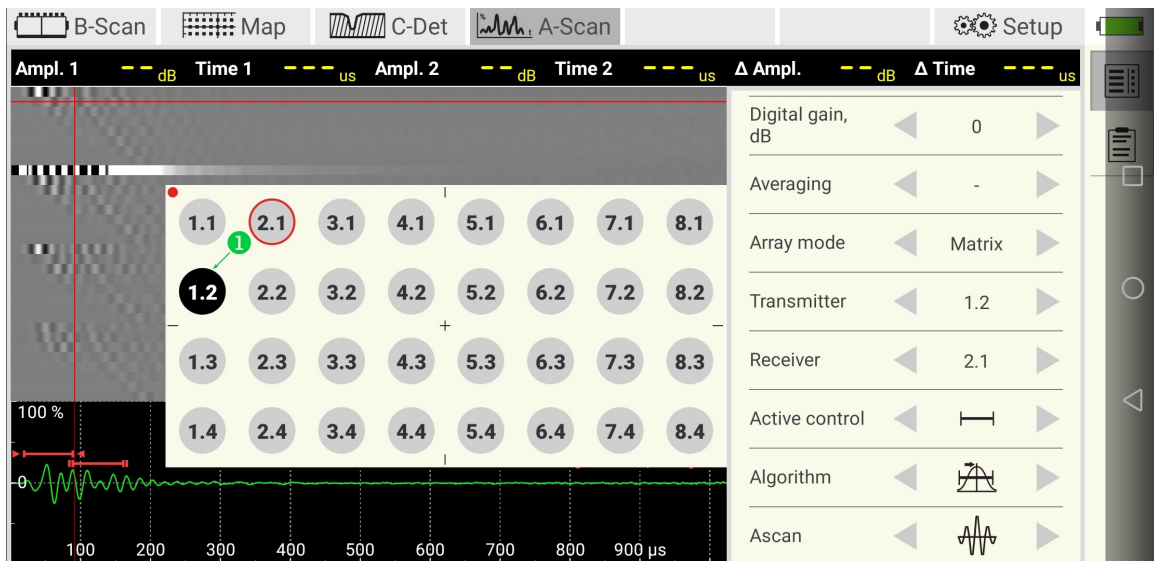 B-Scan Map C-Det % t A-Scan Setup
Ampl. 1 -- dB Time 1 --- us Ampl. 2 -- dB Time 2 --- us Δ Ampl. -- dB Δ Time --- us
Digital gain, dB 0
Averaging -
Array mode Matrix
Transmitter 1.2
Receiver 2.1
Active control
Algorithm
Ascan
1.1 2.1 3.1 4.1 5.1 6.1 7.1 8.1
1
1.2 2.2 3.2 4.2 5.2 6.2 7.2 8.2
1.3 2.3 3.3 4.3 5.3 6.3 7.3 8.3
1.4 2.4 3.4 4.4 5.4 6.4 7.4 8.4
100 %
0
100 200 300 400 500 600 700 800 900 µs